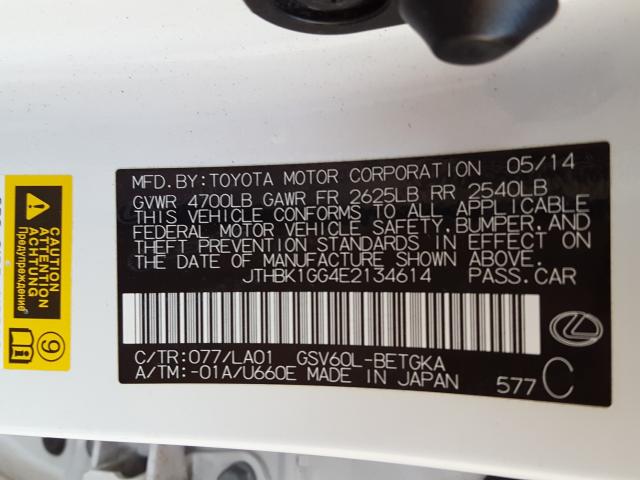 MFD.BY:TOYOTA MOTOR CORPORATION 05/14
GVWR 4700LB GAWR FR 2625LB RR 2540LB
THIS VEHICLE CONFORMS TO ALL APPLICABLE
FEDERAL MOTOR VEHICLE SAFETY,BUMPER,AND
THEFT PREVENTION STANDARDS IN EFFECT ON
THE DATE OF MANUFACTURE SHOWN ABOVE.
JTHBK1GG4E2134614 PASS.CAR
C/TR:077/LA01 GSV60L-BETGKA
A/TM:-01A/U660E MADE IN JAPAN 577 C
CAUTION
ACHTUNG
Предупреждение
9